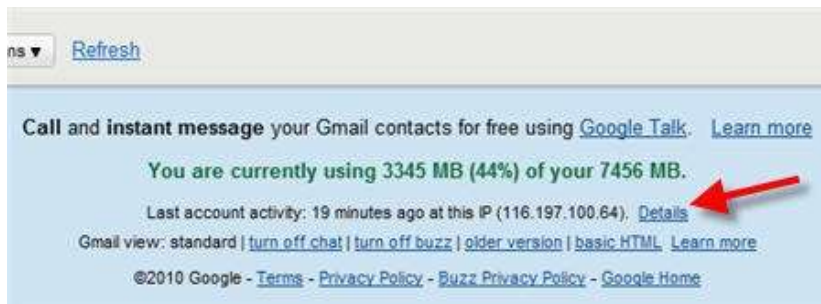 ns ▼ Refresh
Call and instant message your Gmail contacts for free using Google Talk. Learn more
You are currently using 3345 MB (44%) of your 7456 MB.
Last account activity: 19 minutes ago at this IP (116.197.100.64). Details
Gmail view: standard | turn off chat | turn off buzz | older version | basic HTML Learn more
©2010 Google - Terms - Privacy Policy - Buzz Privacy Policy - Google Home